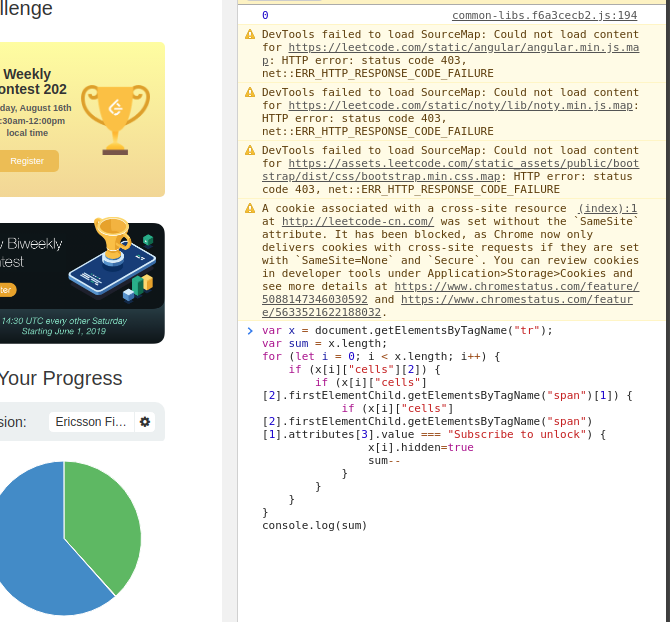 llenge
Weekly
ontest 202
day, August 16th
:30am-12:00pm
local time
Register
Biweekly
test
ter
14:30 UTC every other Saturday
Starting June 1, 2019
Your Progress
sion:
Ericsson Fi...
0
common-libs.f6a3cecb2.js:194
DevTools failed to load SourceMap: Could not load content
for https://leetcode.com/static/angular/angular.min.js.ma
p: HTTP error: status code 403,
net::ERR_HTTP_RESPONSE_CODE_FAILURE
DevTools failed to load SourceMap: Could not load content
for https://leetcode.com/static/noty/lib/noty.min.js.map:
HTTP error: status code 403,
net::ERR_HTTP_RESPONSE_CODE_FAILURE
DevTools failed to load SourceMap: Could not load content
for https://assets.leetcode.com/static_assets/public/boot
strap/dist/css/bootstrap.min.css.map: HTTP error: status
code 403, net::ERR_HTTP_RESPONSE_CODE_FAILURE
A cookie associated with a cross-site resource (index):1
at http://leetcode-cn.com/ was set without the `SameSite`
attribute. It has been blocked, as Chrome now only
delivers cookies with cross-site requests if they are set
with `SameSite=None` and `Secure`. You can review cookies
in developer tools under Application>Storage>Cookies and
see more details at https://www.chromestatus.com/feature/
5088147346030592 and https://www.chromestatus.com/featur
e/5633521622188032.
var x = document.getElementsByTagName("tr");
var sum = x.length;
for (let i = 0; i < x.length; i++) {
if (x[i]["cells"][2]) {
if (x[i]["cells"]
[2].firstElementChild.getElementsByTagName("span")[1]) {
if (x[i]["cells"]
[2].firstElementChild.getElementsByTagName("span")
[1].attributes[3].value === "Subscribe to unlock") {
x[i].hidden=true
sum--
}
}
}
}
console.log(sum)